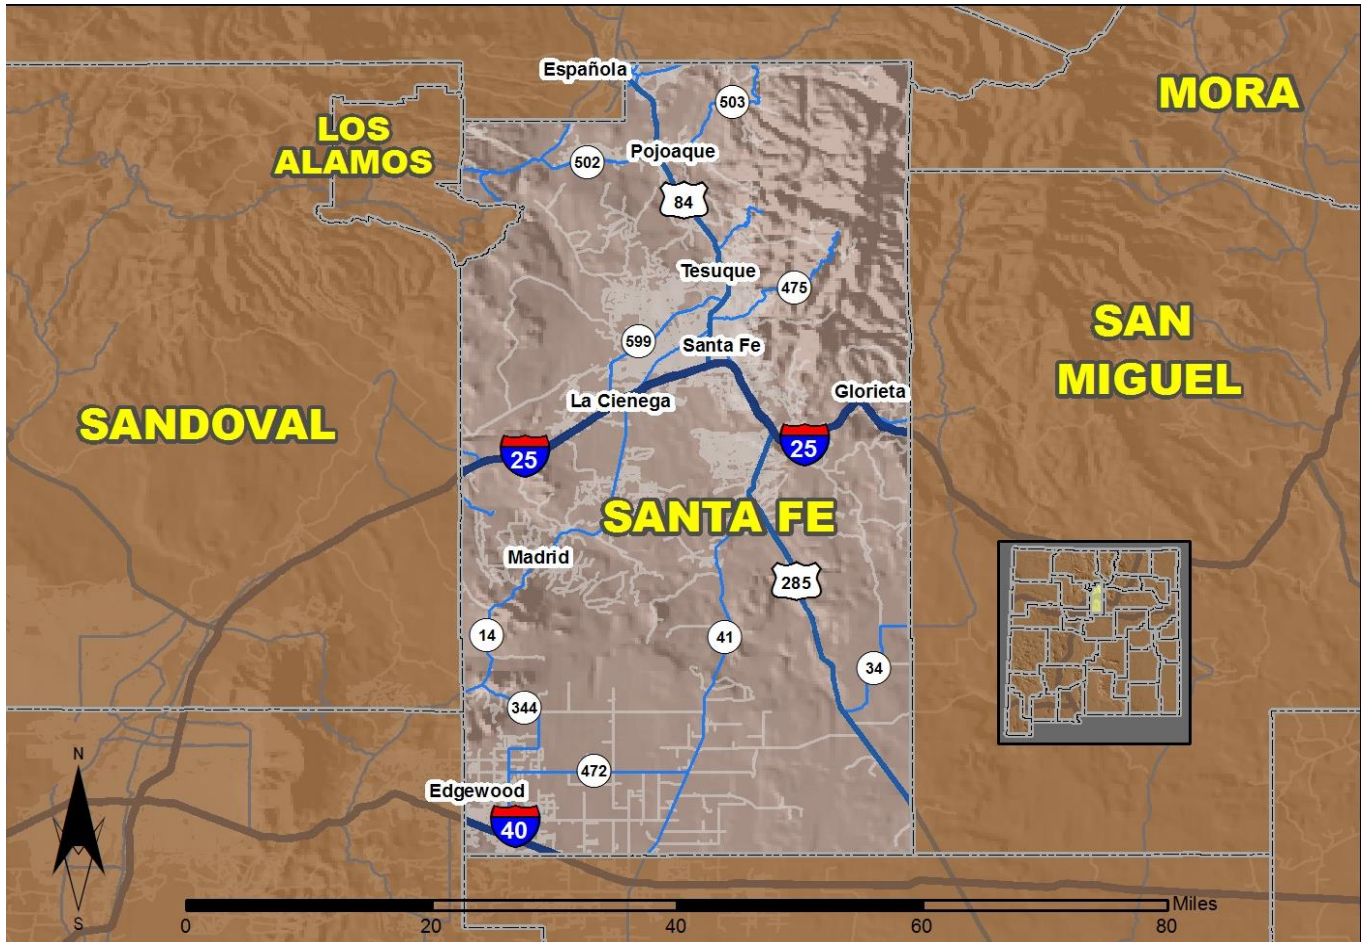 Española
503
MORA
LOS
ALAMOS
502
Pojoaque
84
Tesuque
475
SAN
MIGUEL
599
Santa Fe
Glorieta
La Cienega
SANDOVAL
25
25
SANTA FE
Madrid
285
14
41
34
344
472
Edgewood
40
N
S
0
20
40
60
80
Miles